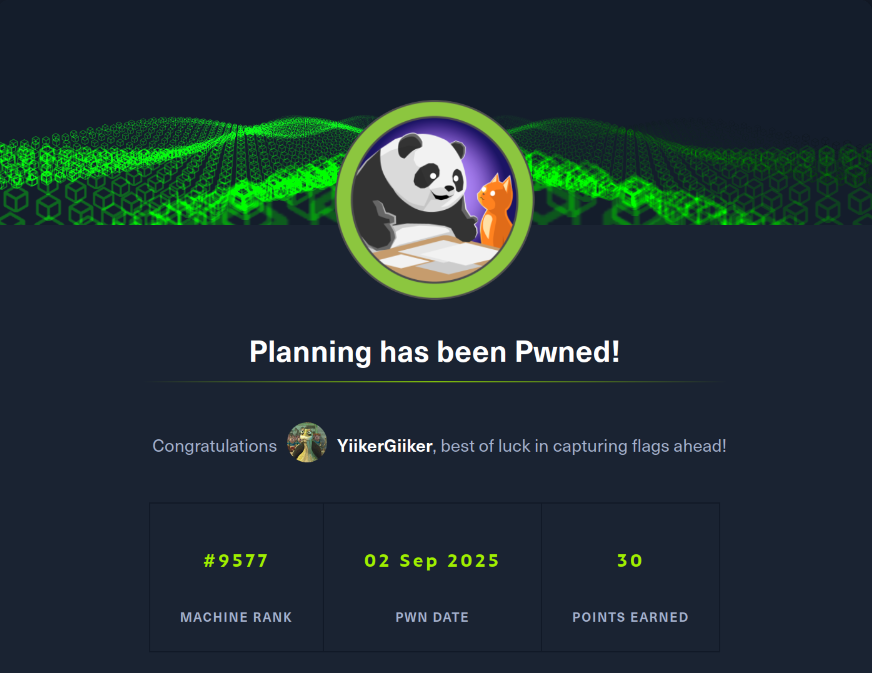 Planning has been Pwned!
Congratulations YiikerGiiker, best of luck in capturing flags ahead!
#9577 02 Sep 2025 30
MACHINE RANK PWN DATE POINTS EARNED